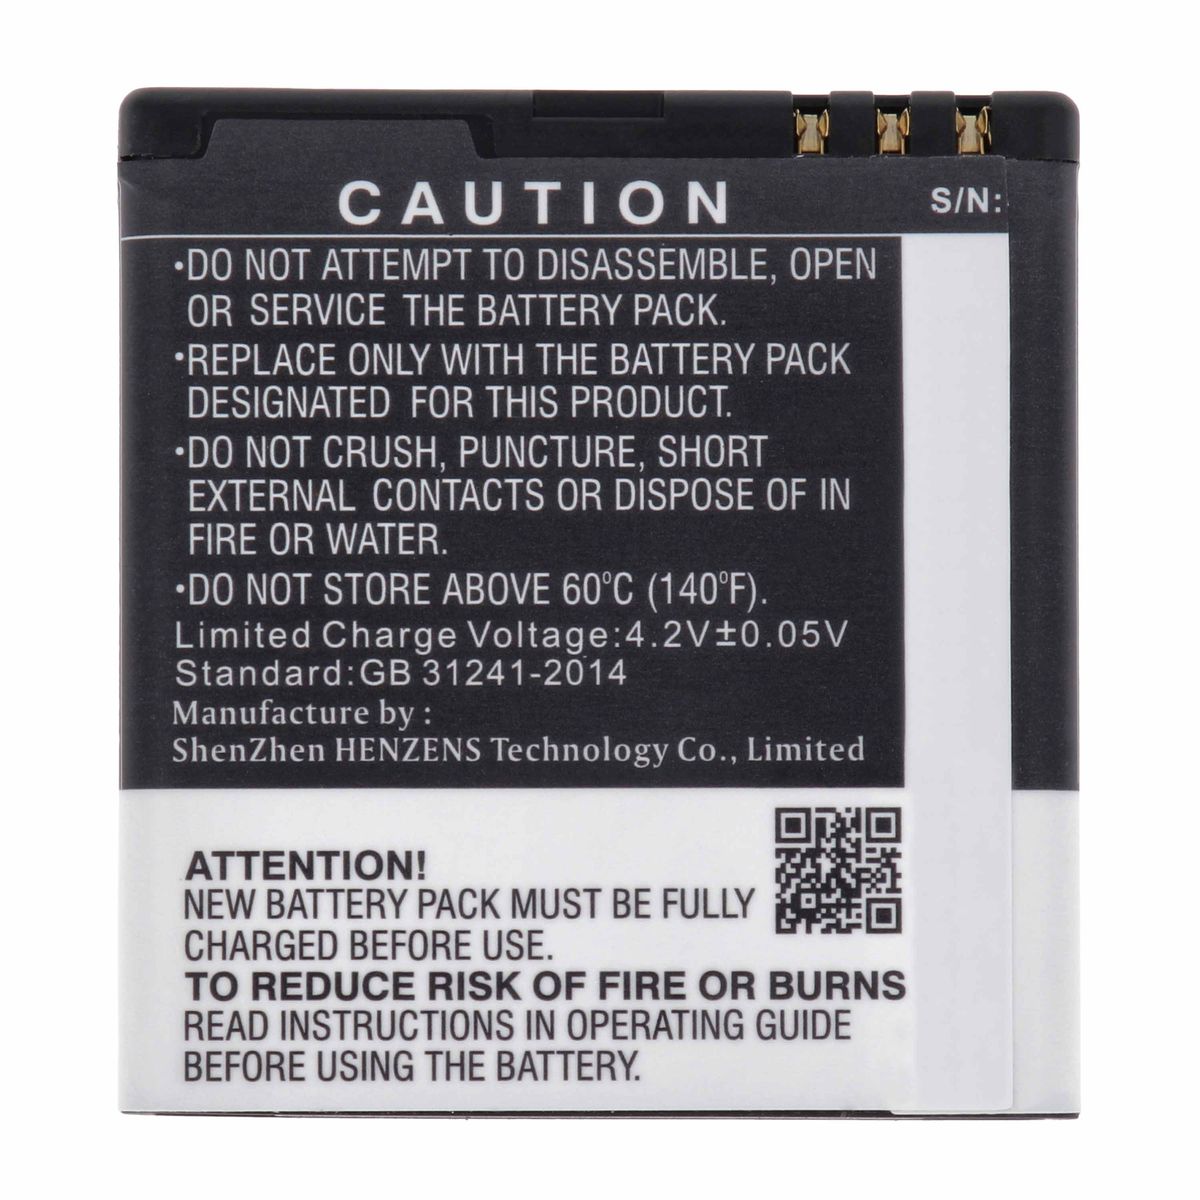 CAUTION
S/N:
•DO NOT ATTEMPT TO DISASSEMBLE, OPEN
OR SERVICE THE BATTERY PACK.
•REPLACE ONLY WITH THE BATTERY PACK
DESIGNATED FOR THIS PRODUCT.
•DO NOT CRUSH, PUNCTURE, SHORT
EXTERNAL CONTACTS OR DISPOSE OF IN
FIRE OR WATER.
•DO NOT STORE ABOVE 60°C (140°F).
Limited Charge Voltage:4.2V±0.05V
Standard:GB 31241-2014
Manufacture by :
ShenZhen HENZENS Technology Co., Limited
ATTENTION!
NEW BATTERY PACK MUST BE FULLY
CHARGED BEFORE USE.
TO REDUCE RISK OF FIRE OR BURNS
READ INSTRUCTIONS IN OPERATING GUIDE
BEFORE USING THE BATTERY.